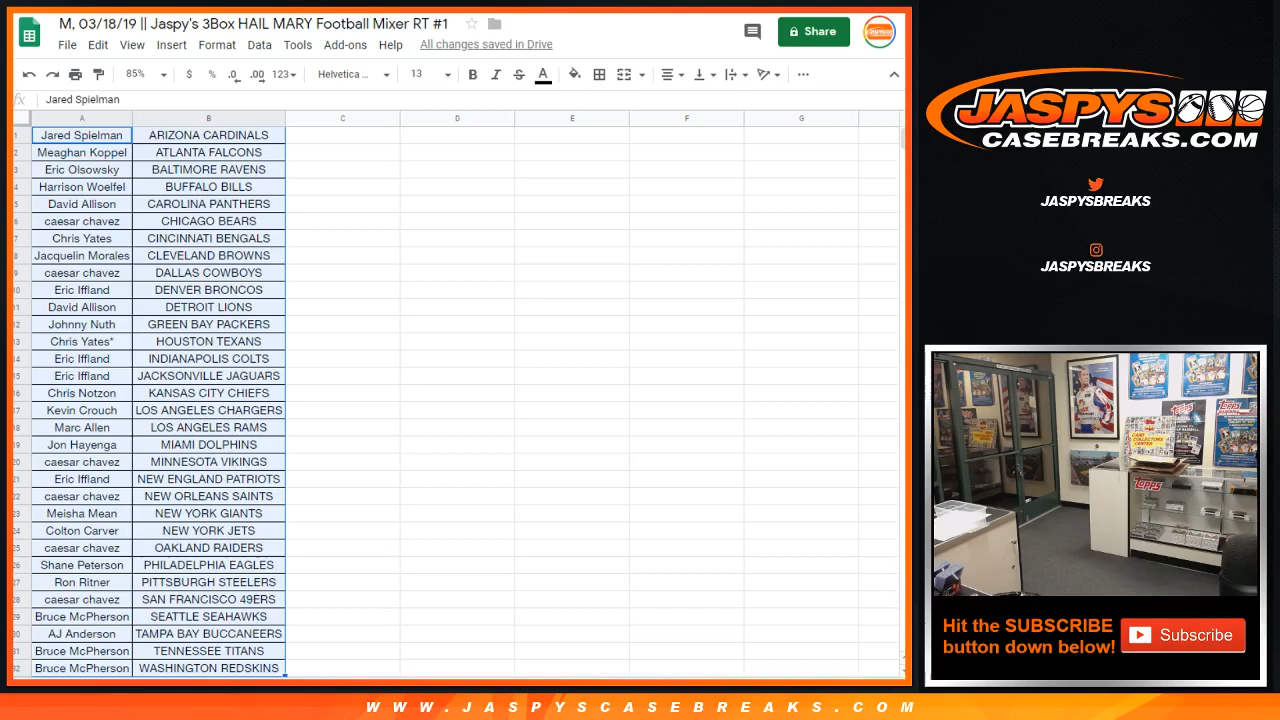 M, 03/18/19 || Jaspy's 3Box HAIL MARY Football Mixer RT #1
File Edit View Insert Format Data Tools Add-ons Help All changes saved in Drive
Share
85% $ % .0 .00 123 Helvetica ... 13 B I S A ...
fx Jared Spielman
A B C D E F G
1 Jared Spielman ARIZONA CARDINALS
2 Meaghan Koppel ATLANTA FALCONS
3 Eric Olsowsky BALTIMORE RAVENS
4 Harrison Woelfel BUFFALO BILLS
5 David Allison CAROLINA PANTHERS
6 caesar chavez CHICAGO BEARS
7 Chris Yates CINCINNATI BENGALS
8 Jacquelin Morales CLEVELAND BROWNS
9 caesar chavez DALLAS COWBOYS
10 Eric Iffland DENVER BRONCOS
11 David Allison DETROIT LIONS
12 Johnny Nuth GREEN BAY PACKERS
13 Chris Yates* HOUSTON TEXANS
14 Eric Iffland INDIANAPOLIS COLTS
15 Eric Iffland JACKSONVILLE JAGUARS
16 Chris Notzon KANSAS CITY CHIEFS
17 Kevin Crouch LOS ANGELES CHARGERS
18 Marc Allen LOS ANGELES RAMS
19 Jon Hayenga MIAMI DOLPHINS
20 caesar chavez MINNESOTA VIKINGS
21 Eric Iffland NEW ENGLAND PATRIOTS
22 caesar chavez NEW ORLEANS SAINTS
23 Meisha Mean NEW YORK GIANTS
24 Colton Carver NEW YORK JETS
25 caesar chavez OAKLAND RAIDERS
26 Shane Peterson PHILADELPHIA EAGLES
27 Ron Ritner PITTSBURGH STEELERS
28 caesar chavez SAN FRANCISCO 49ERS
29 Bruce McPherson SEATTLE SEAHAWKS
30 AJ Anderson TAMPA BAY BUCCANEERS
31 Bruce McPherson TENNESSEE TITANS
32 Bruce McPherson WASHINGTON REDSKINS
JASPYS
CASEBREAKS.COM
JASPYSBREAKS
JASPYSBREAKS
TOPPS
Hit the SUBSCRIBE
button down below!
Subscribe
WWW.JASPYSCASEBREAKS.COM